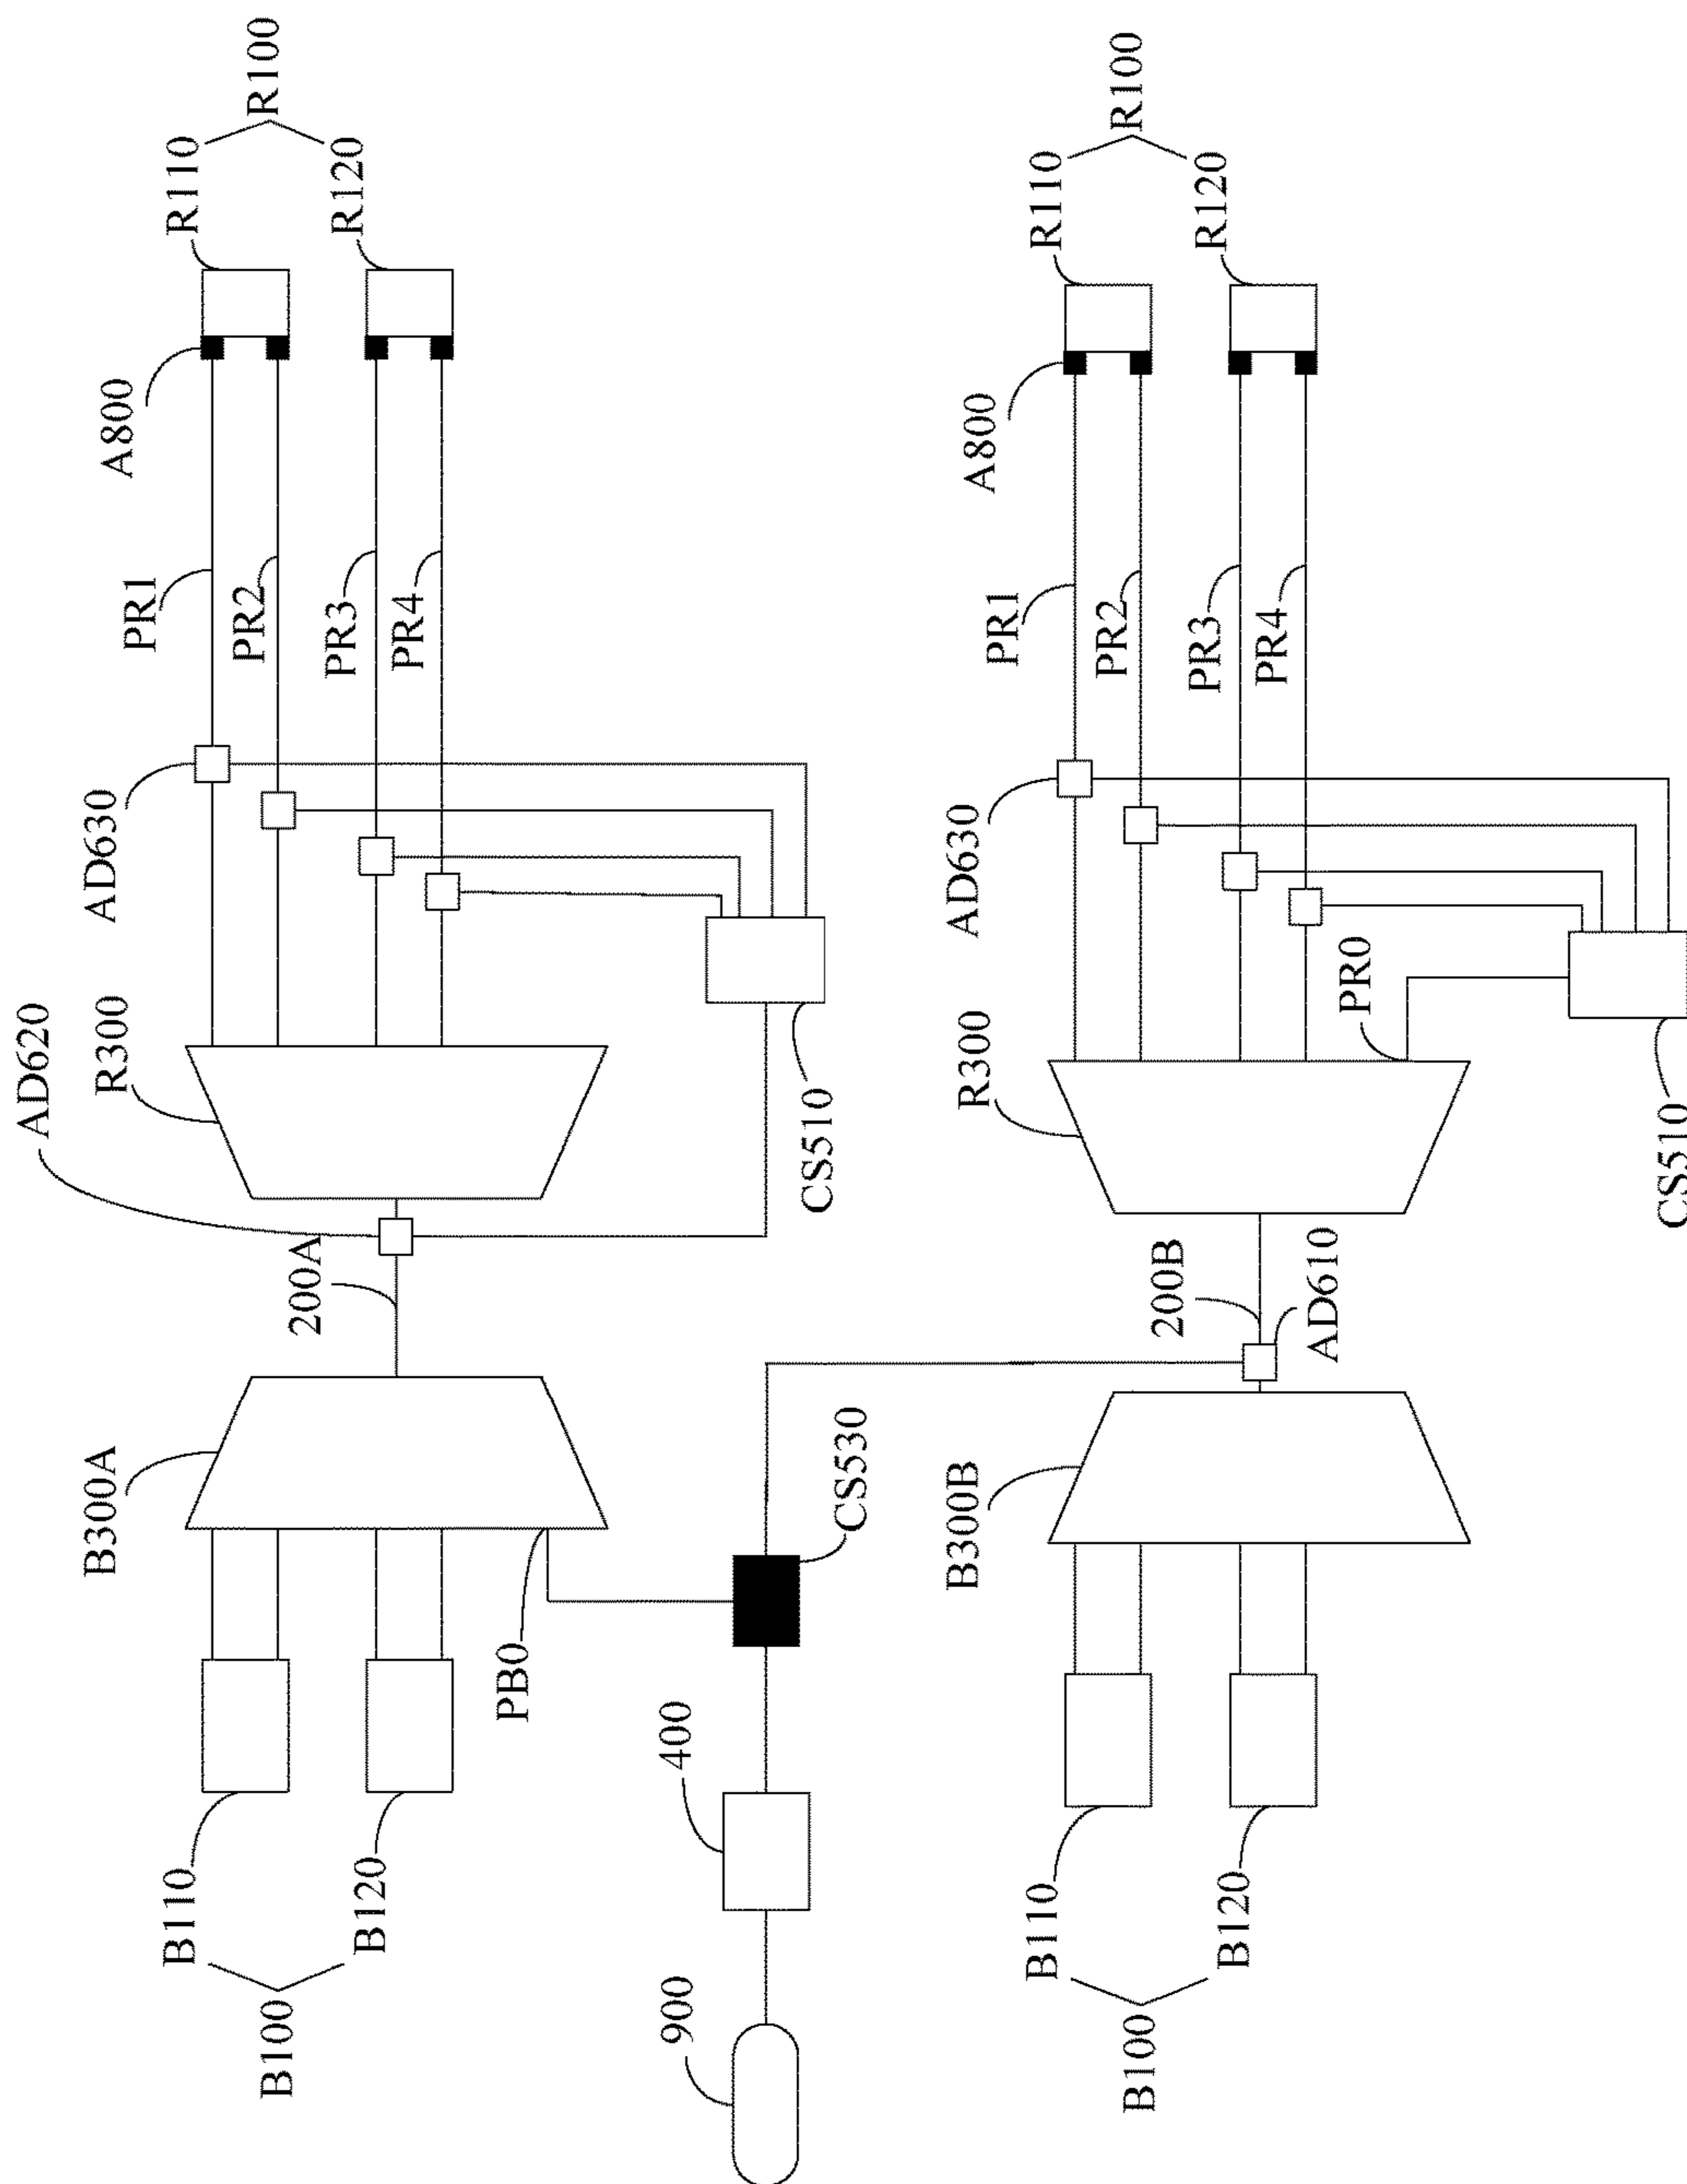 R100
R110
R120
A800
PR1
PR2
PR3
PR4
AD630
AD620
R300
CS510
200A
B300A
PB0
CS530
400
B110
B120
B100
900
R100
R110
R120
A800
PR1
PR2
PR3
PR4
AD630
R300
PR0
CS510
200B
AD610
B300B
B110
B120
B100